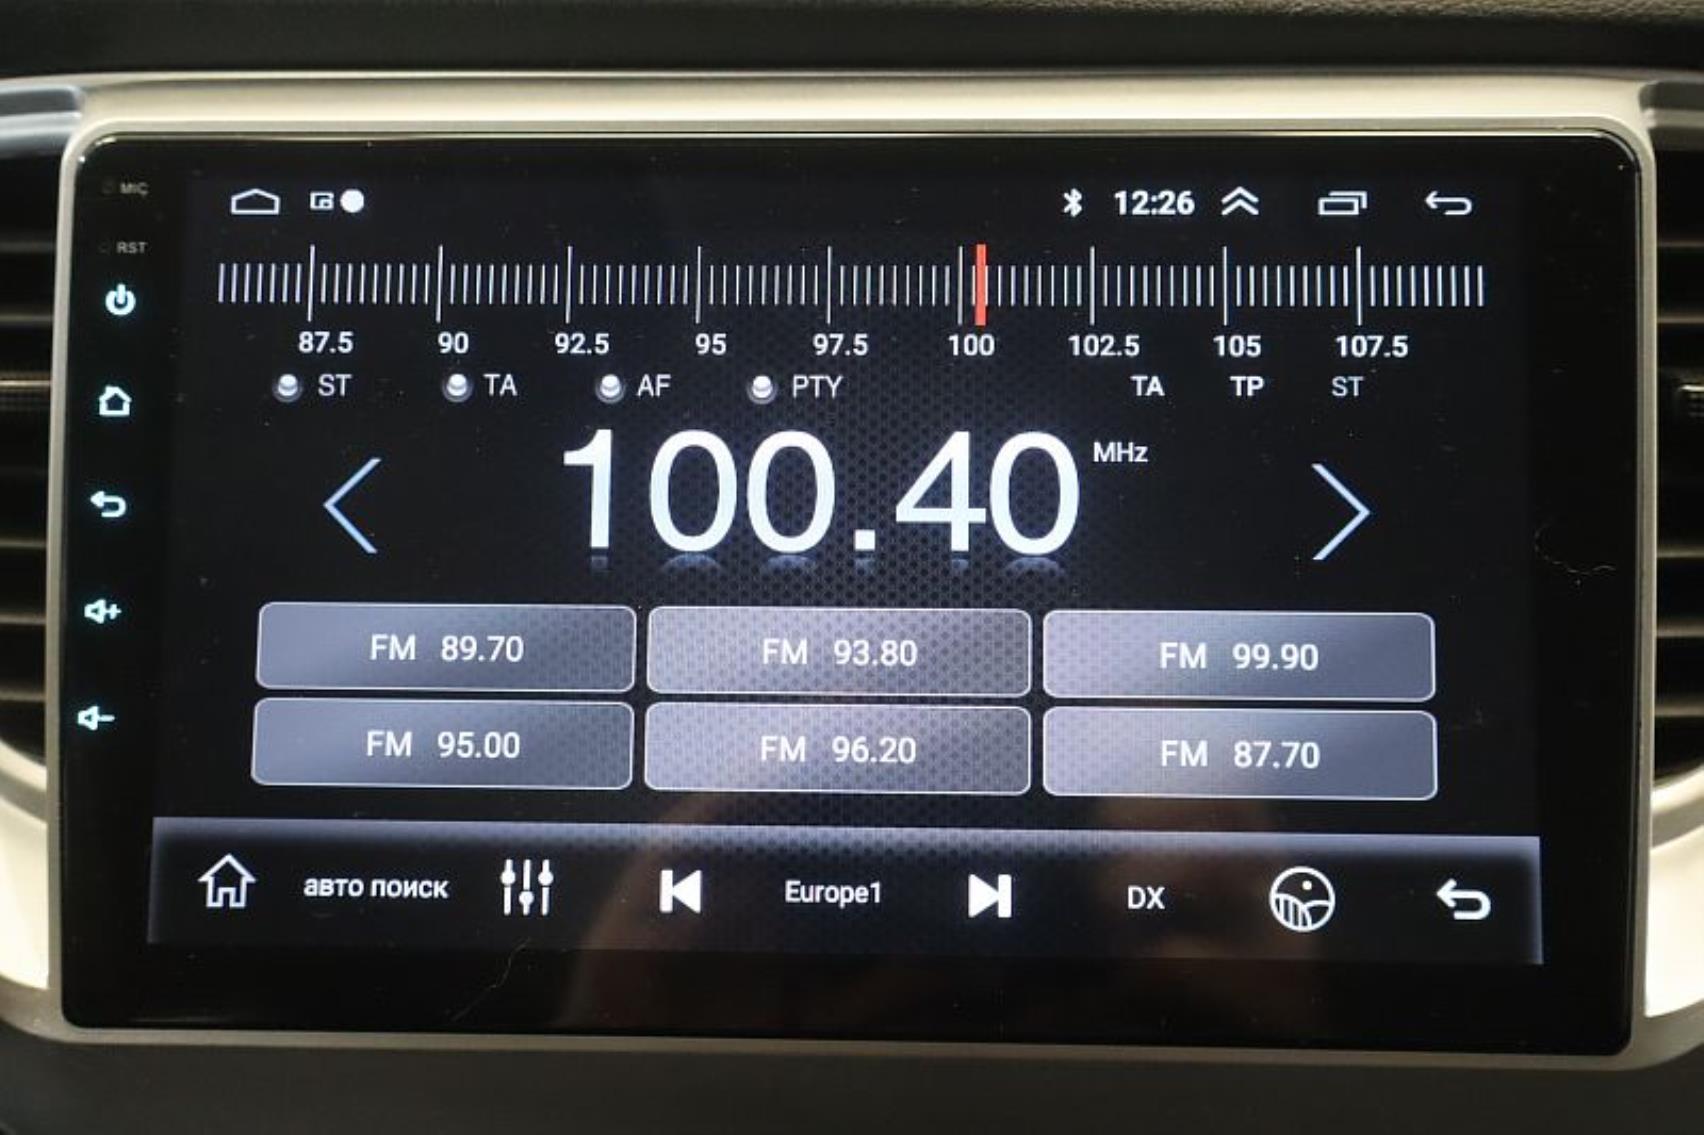 MIC
RST
12:26
87.5 90 92.5 95 97.5 100 102.5 105 107.5
ST TA AF PTY TA TP ST
100.40 MHz
FM 89.70 FM 93.80 FM 99.90
FM 95.00 FM 96.20 FM 87.70
авто поиск Europe1 DX